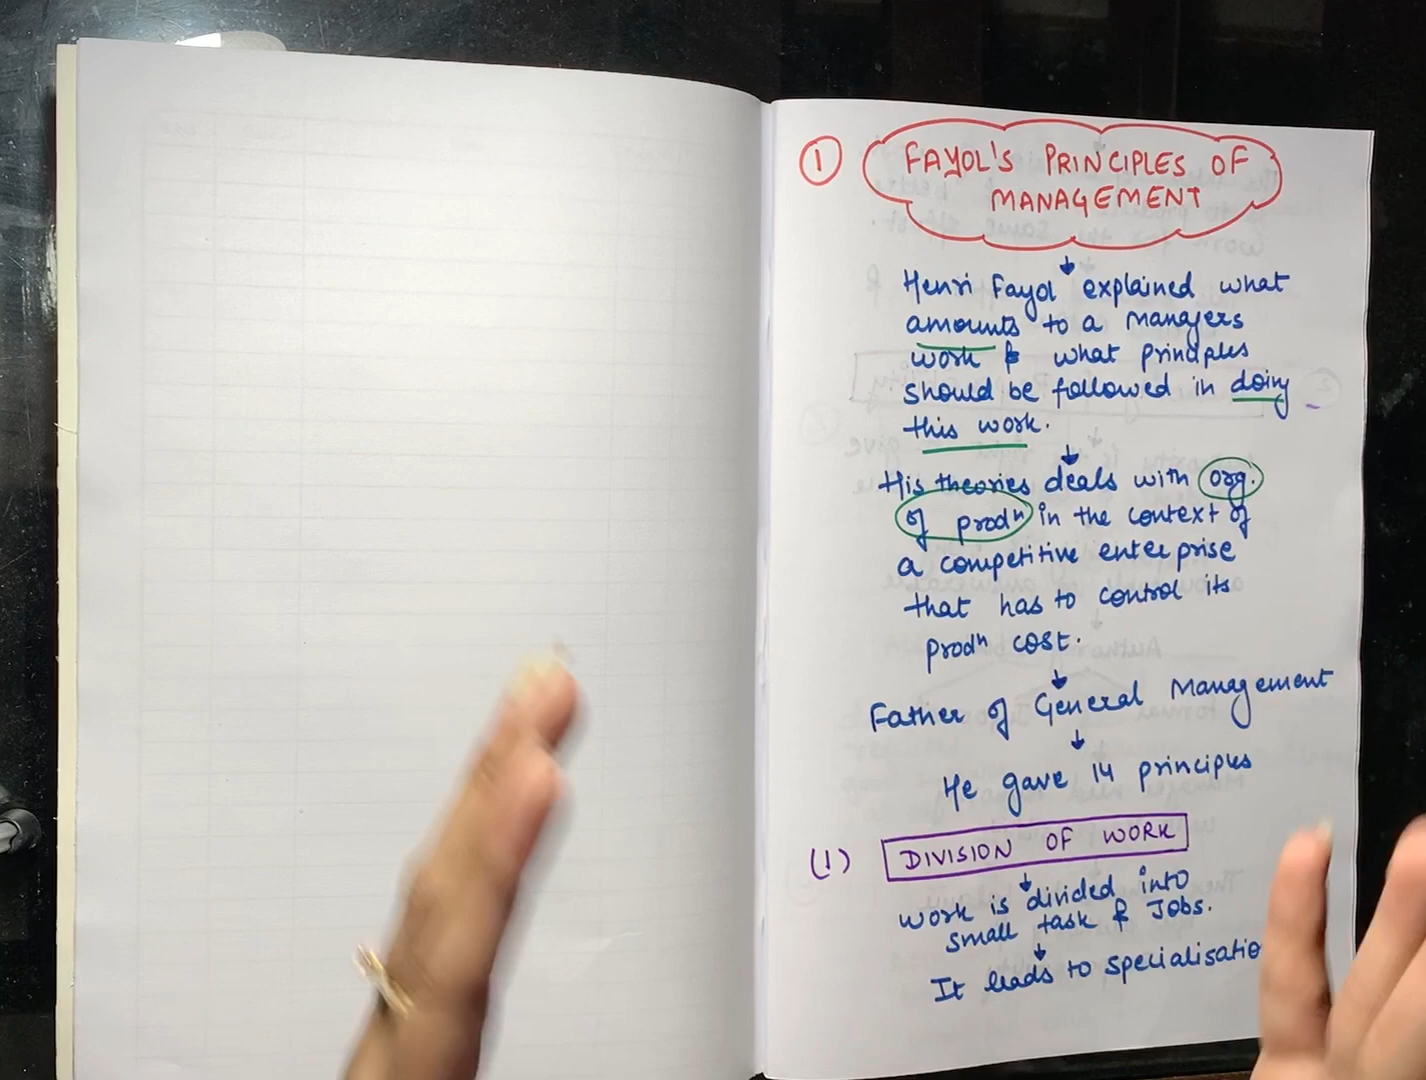 1 FAYOL'S PRINCIPLES OF
MANAGEMENT
Henri Fayol explained what
amounts to a managers
work & what principles
should be followed in doing
this work.
His theories deals with org.
of prodⁿ in the context of
a competitive enterprise
that has to control its
prodⁿ cost.
Father of General Management
He gave 14 principles
(1) DIVISION OF WORK
work is divided into
small task & Jobs.
It leads to specialisatio